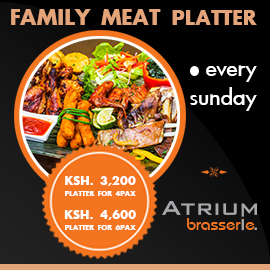 FAMILY MEAT PLATTER
• every
sunday
KSH. 3,200
PLATTER FOR 4PAX
KSH. 4,600
PLATTER FOR 6PAX
ATRIUM
brasserie.